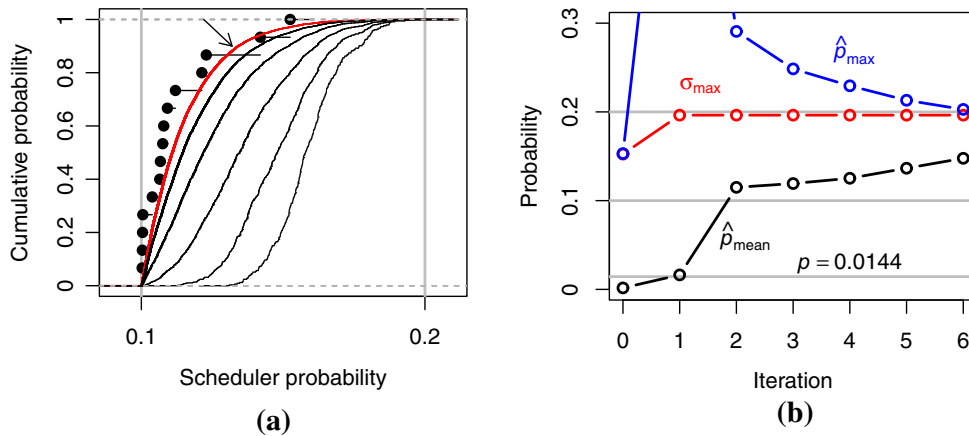 Cumulative probability
1
0.8
0.6
0.4
0.2
0
0.1
0.2
Scheduler probability
(a)
Probability
0.3
0.2
0.1
0
p̂max
σmax
p̂mean
p = 0.0144
0 1 2 3 4 5 6
Iteration
(b)